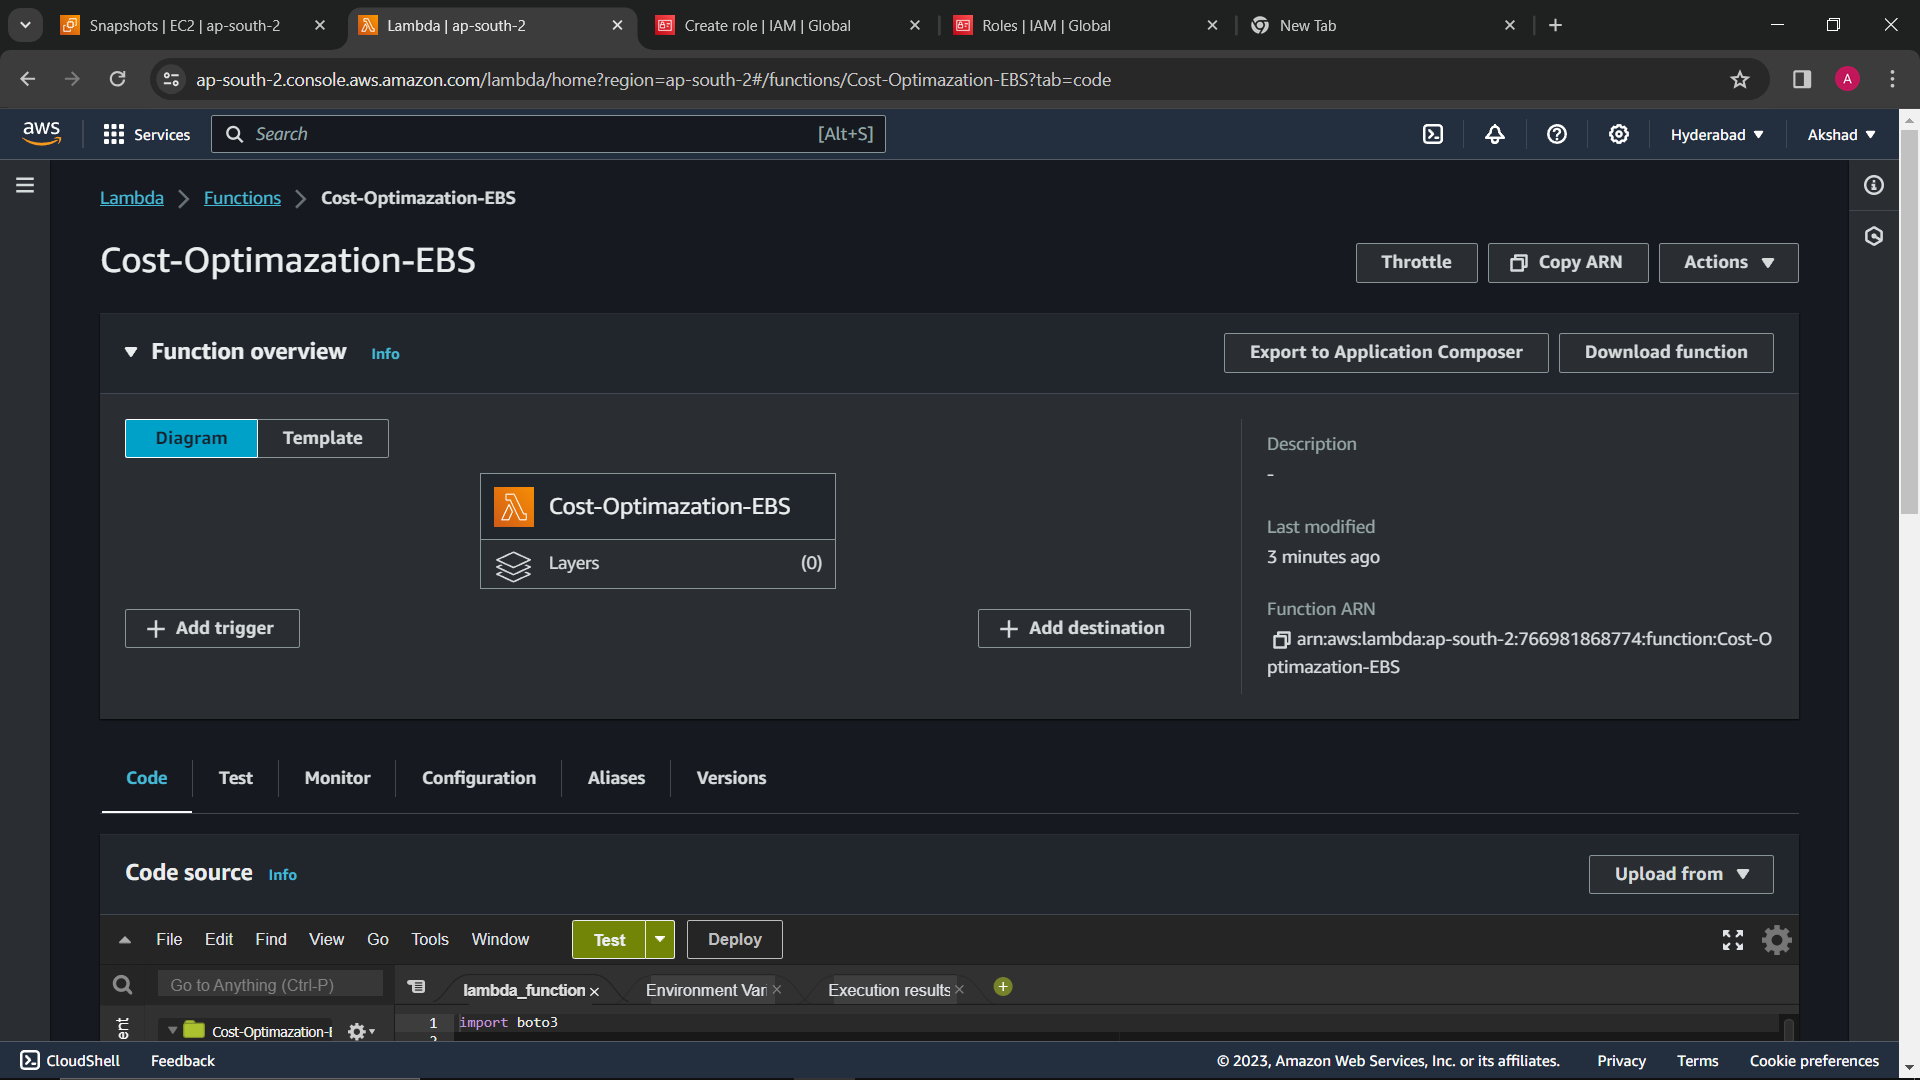 Snapshots | EC2 | ap-south-2
Lambda | ap-south-2
Create role | IAM | Global
Roles | IAM | Global
New Tab
ap-south-2.console.aws.amazon.com/lambda/home?region=ap-south-2#/functions/Cost-Optimazation-EBS?tab=code
A
aws
Services
Search
[Alt+S]
Hyderabad
Akshad
Lambda
Functions
Cost-Optimazation-EBS
Cost-Optimazation-EBS
Throttle
Copy ARN
Actions
Function overview
Info
Export to Application Composer
Download function
Diagram
Template
Cost-Optimazation-EBS
Layers
(0)
Add trigger
Add destination
Description
-
Last modified
3 minutes ago
Function ARN
arn:aws:lambda:ap-south-2:766981868774:function:Cost-O
ptimazation-EBS
Code
Test
Monitor
Configuration
Aliases
Versions
Code source
Info
Upload from
File
Edit
Find
View
Go
Tools
Window
Test
Deploy
Go to Anything (Ctrl-P)
lambda_function
Environment Vari
Execution results
ent
Cost-Optimazation-E
1
import boto3
2
CloudShell
Feedback
© 2023, Amazon Web Services, Inc. or its affiliates.
Privacy
Terms
Cookie preferences